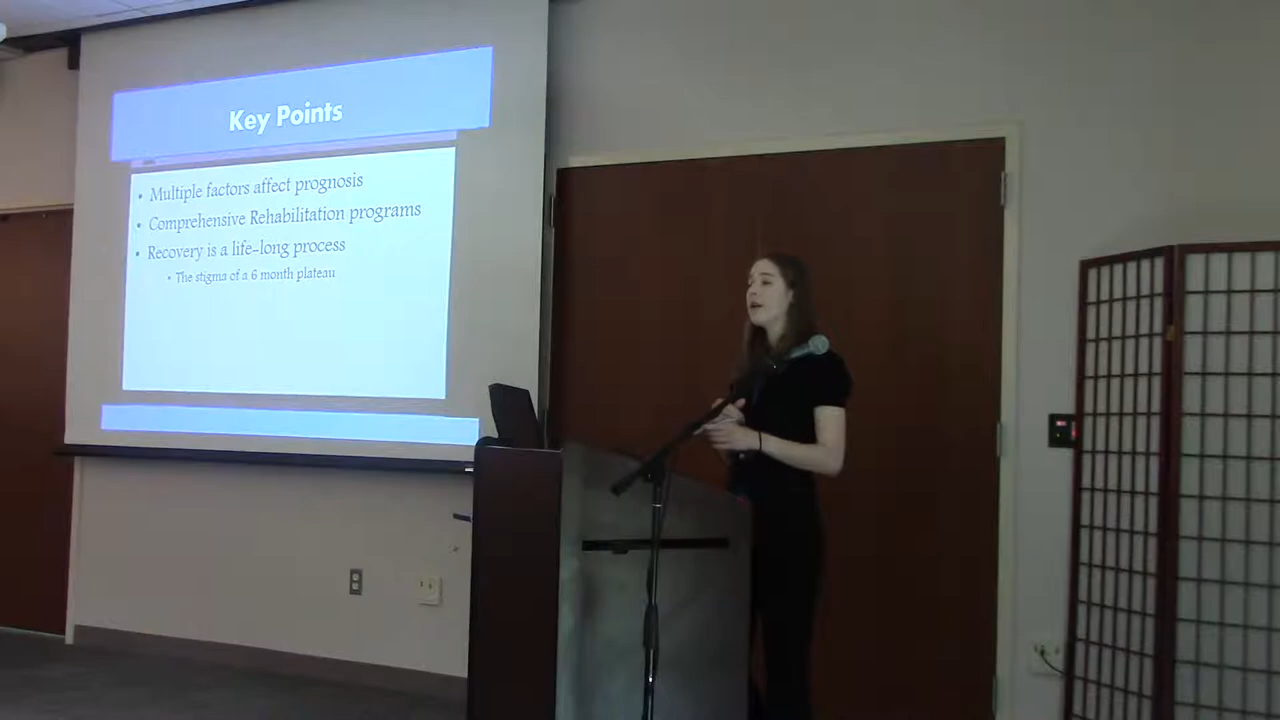 Key Points
• Multiple factors affect prognosis
• Comprehensive Rehabilitation programs
• Recovery is a life-long process
• The stigma of a 6 month plateau